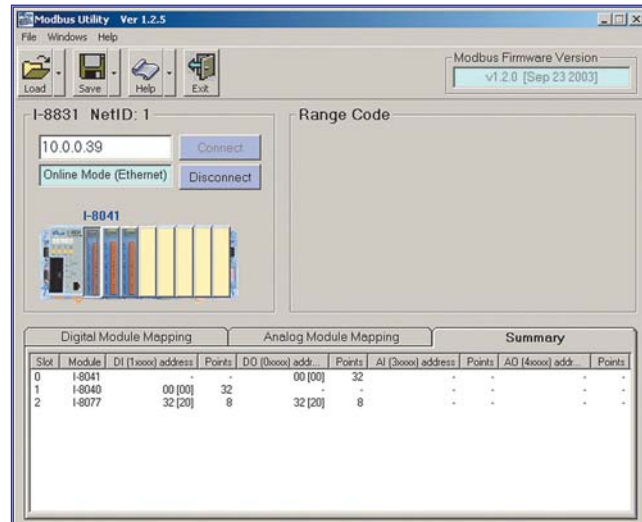 Modbus Utility Ver 1.2.5
File Windows Help
Load Save Help Exit
Modbus Firmware Version
v1.2.0 [Sep 23 2003]
I-8831 NetID: 1
Range Code
10.0.0.39
Connect
Online Mode (Ethernet)
Disconnect
I-8041
Digital Module Mapping
Analog Module Mapping
Summary
Slot Module DI (1xxxx) address Points DO (0xxxx) addr... Points AI (3xxxx) address Points AO (4xxxx) addr... Points
0 I-8041 - - 00 [00] 32 - - - -
1 I-8040 00 [00] 32 - - - - - -
2 I-8077 32 [20] 8 32 [20] 8 - - - -